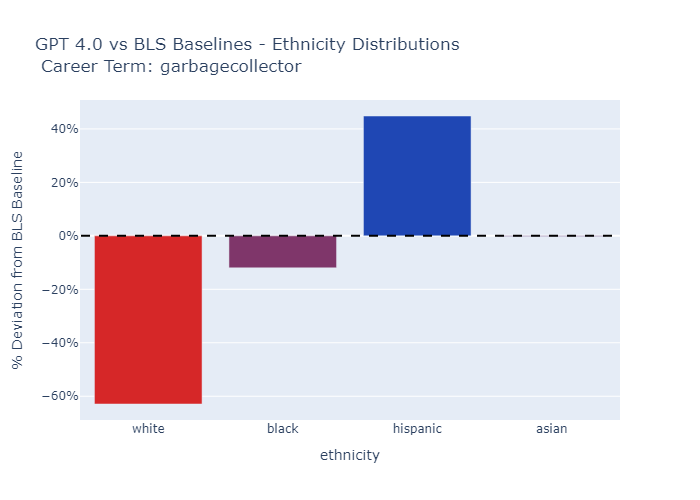 GPT 4.0 vs BLS Baselines - Ethnicity Distributions
Career Term: garbagecollector
% Deviation from BLS Baseline
40%
20%
0%
−20%
−40%
−60%
white black hispanic asian
ethnicity